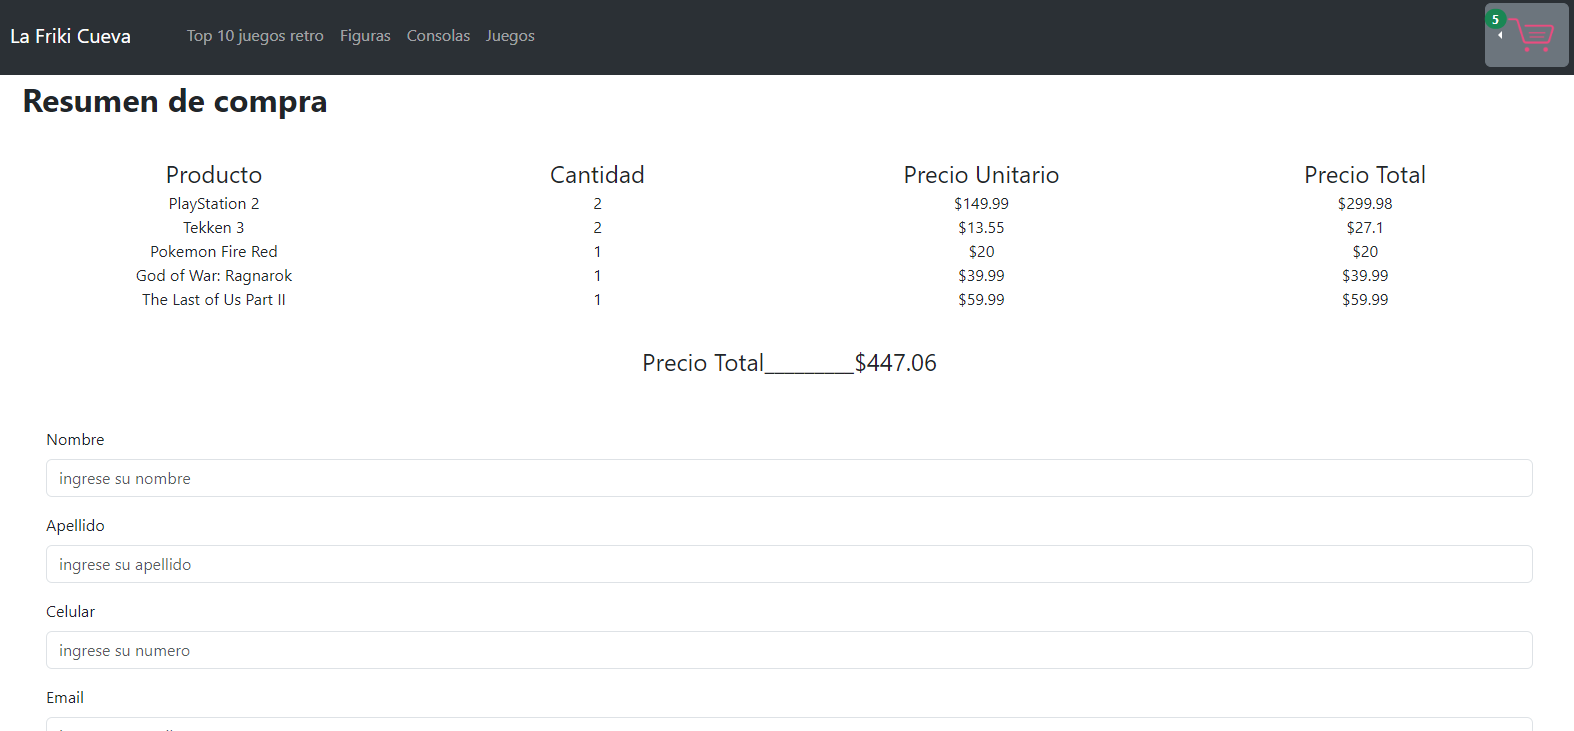 La Friki Cueva Top 10 juegos retro Figuras Consolas Juegos 5
Resumen de compra
Producto Cantidad Precio Unitario Precio Total
PlayStation 2 2 $149.99 $299.98
Tekken 3 2 $13.55 $27.1
Pokemon Fire Red 1 $20 $20
God of War: Ragnarok 1 $39.99 $39.99
The Last of Us Part II 1 $59.99 $59.99
Precio Total_________$447.06
Nombre
ingrese su nombre
Apellido
ingrese su apellido
Celular
ingrese su numero
Email